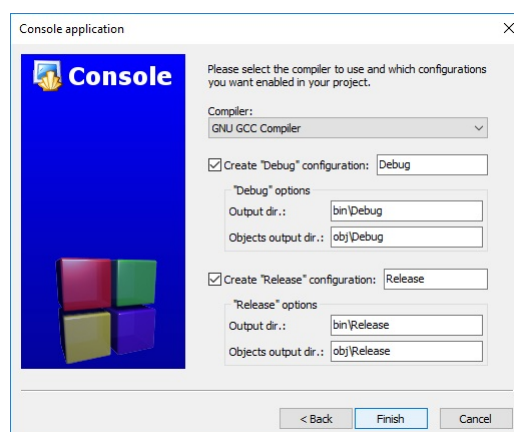 Console application
Console
Please select the compiler to use and which configurations
you want enabled in your project.
Compiler:
GNU GCC Compiler
Create "Debug" configuration: Debug
"Debug" options
Output dir.: bin\Debug
Objects output dir.: obj\Debug
Create "Release" configuration: Release
"Release" options
Output dir.: bin\Release
Objects output dir.: obj\Release
< Back Finish Cancel